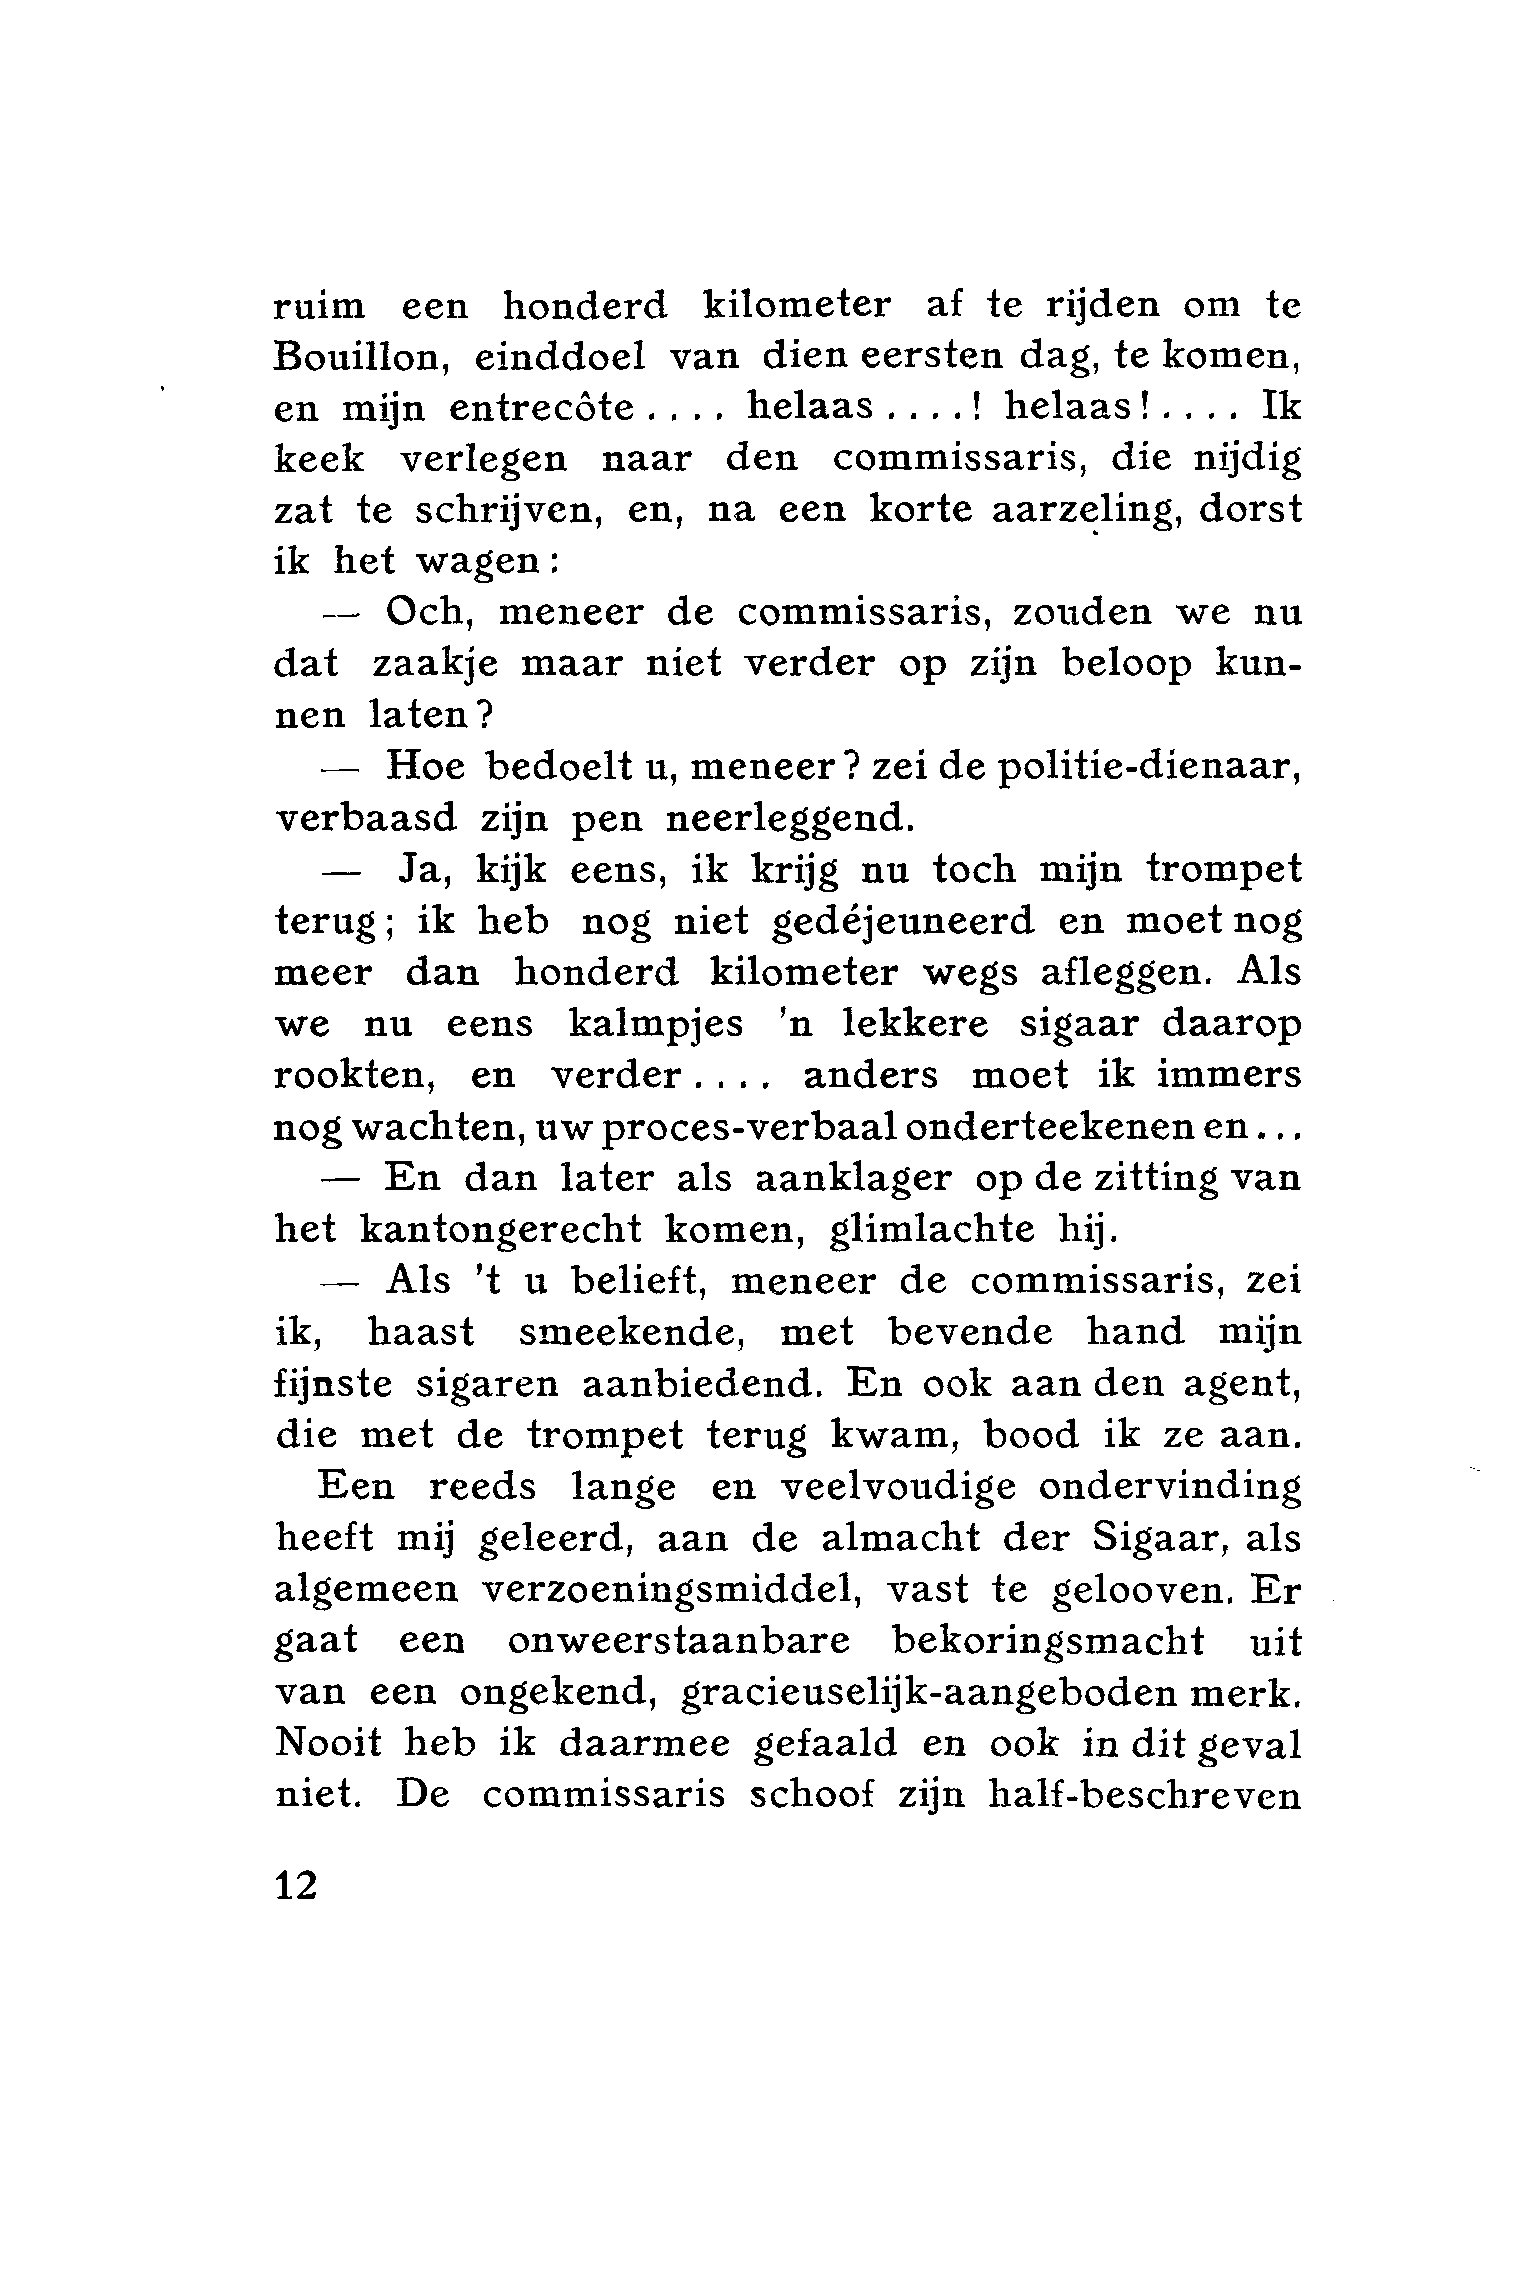 ruim een honderd kilometer af te rijden om te
Bouillon, einddoel van dien eersten dag, te komen,
en mijn entrecôte .... helaas ....! helaas! .... Ik
keek verlegen naar den commissaris, die nijdig
zat te schrijven, en, na een korte aarzeling, dorst
ik het wagen:
— Och, meneer de commissaris, zouden we nu
dat zaakje maar niet verder op zijn beloop kun-
nen laten?
— Hoe bedoelt u, meneer? zei de politie-dienaar,
verbaasd zijn pen neerleggend.
— Ja, kijk eens, ik krijg nu toch mijn trompet
terug; ik heb nog niet gedéjeuneerd en moet nog
meer dan honderd kilometer wegs afleggen. Als
we nu eens kalmpjes 'n lekkere sigaar daarop
rookten, en verder .... anders moet ik immers
nog wachten, uw proces-verbaal onderteekenen en...
— En dan later als aanklager op de zitting van
het kantongerecht komen, glimlachte hij.
— Als 't u belieft, meneer de commissaris, zei
ik, haast smeekende, met bevende hand mijn
fijnste sigaren aanbiedend. En ook aan den agent,
die met de trompet terug kwam, bood ik ze aan.
Een reeds lange en veelvoudige ondervinding
heeft mij geleerd, aan de almacht der Sigaar, als
algemeen verzoeningsmiddel, vast te gelooven. Er
gaat een onweerstaanbare bekoringsmacht uit
van een ongekend, gracieuselijk-aangeboden merk.
Nooit heb ik daarmee gefaald en ook in dit geval
niet. De commissaris schoof zijn half-beschreven
12